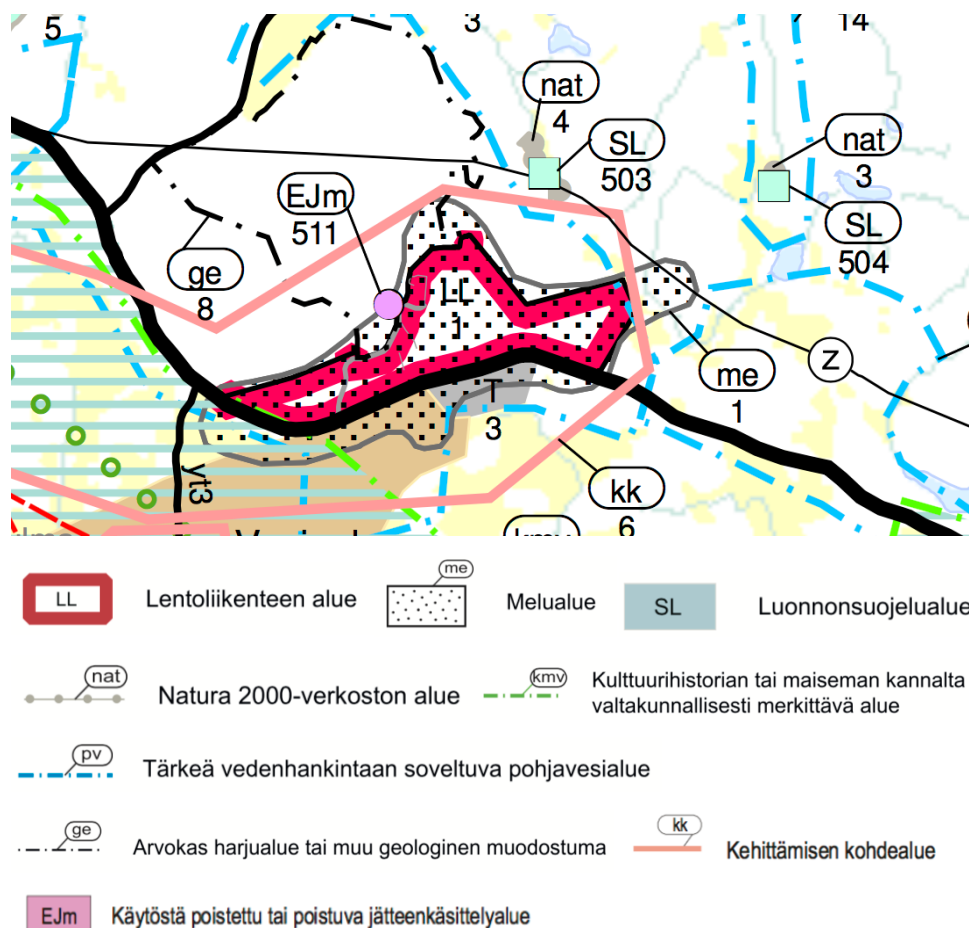 5
3
14
nat
4
SL
503
nat
3
SL
504
EJm
511
ge
8
LL
1
me
1
Z
T
3
yt3
kk
6
kmv
LL
Lentoliikenteen alue
me
Melualue
SL
Luonnonsuojelualue
nat
Natura 2000-verkoston alue
kmv
Kulttuurihistorian tai maiseman kannalta
valtakunnallisesti merkittävä alue
pv
Tärkeä vedenhankintaan soveltuva pohjavesialue
ge
Arvokas harjualue tai muu geologinen muodostuma
kk
Kehittämisen kohdealue
EJm
Käytöstä poistettu tai poistuva jätteenkäsittelyalue